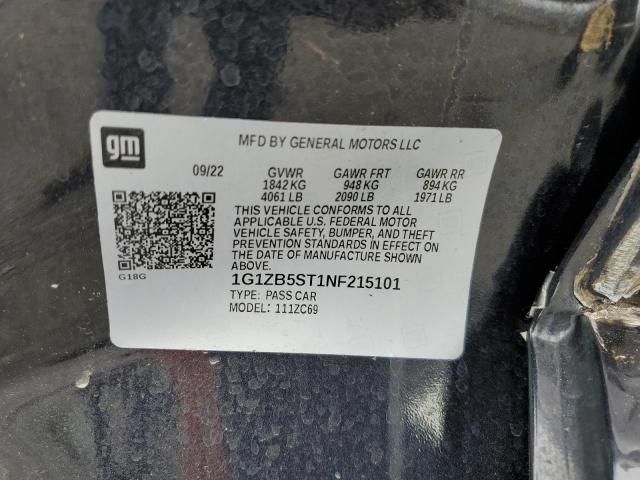 gm
MFD BY GENERAL MOTORS LLC
09/22 GVWR GAWR FRT GAWR RR
1842 KG 948 KG 894 KG
4061 LB 2090 LB 1971 LB
THIS VEHICLE CONFORMS TO ALL
APPLICABLE U.S. FEDERAL MOTOR
VEHICLE SAFETY, BUMPER, AND THEFT
PREVENTION STANDARDS IN EFFECT ON
THE DATE OF MANUFACTURE SHOWN
ABOVE.
G18G
1G1ZB5ST1NF215101
TYPE: PASS CAR
MODEL: 111ZC69